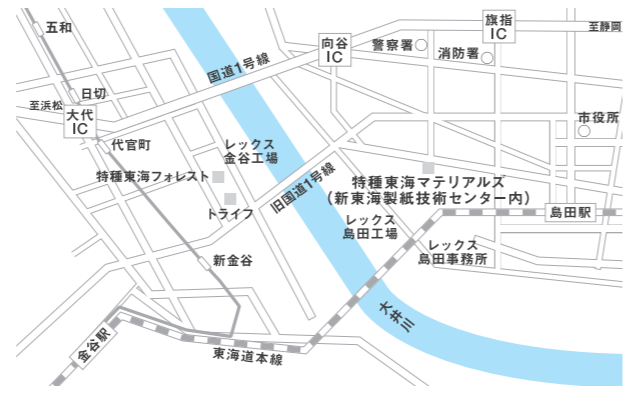 五和
旗指
IC
至静岡
向谷
IC
警察署
消防署
国道1号線
日切
至浜松
大代
IC
市役所
代官町
レックス
金谷工場
特種東海フォレスト
トライフ
旧国道1号線
特種東海マテリアルズ
（新東海製紙技術センター内）
島田駅
レックス
島田工場
レックス
島田事務所
新金谷
大井川
金谷駅
東海道本線